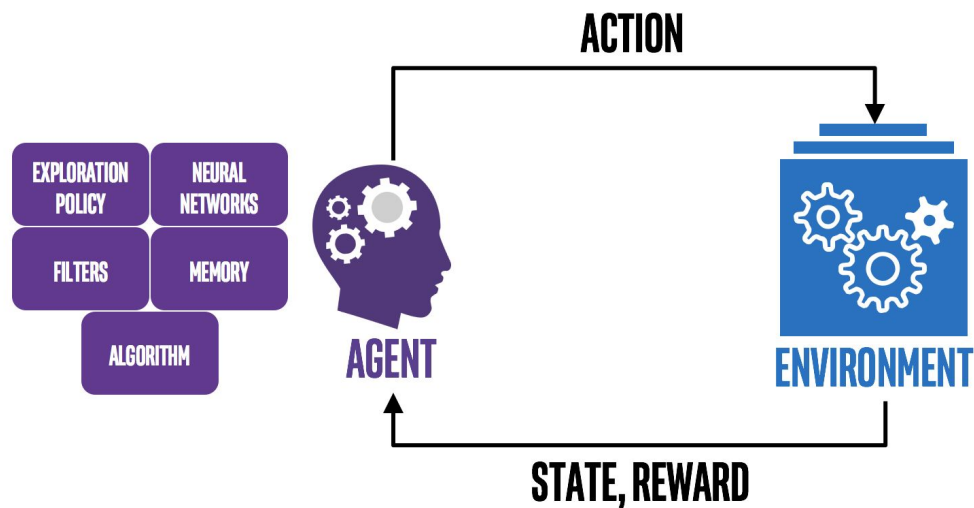 ACTION
EXPLORATION
POLICY
NEURAL
NETWORKS
FILTERS
MEMORY
ALGORITHM
AGENT
ENVIRONMENT
STATE, REWARD